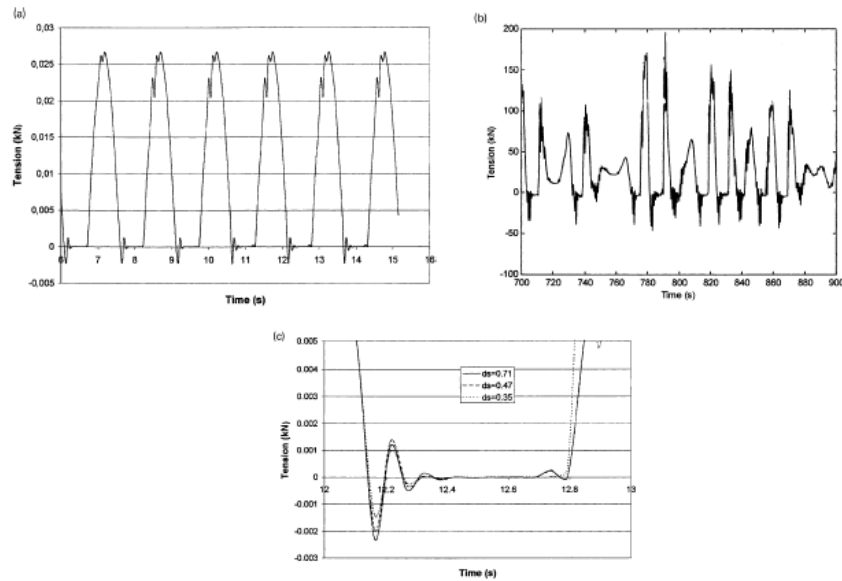 (a)
0,03
0,025
0,02
0,015
0,01
0,005
0
-0,005
6 7 8 9 10 11 12 13 14 15 16
Tension (kN)
Time (s)
(b)
200
150
100
50
0
-50
-100
700 720 740 760 780 800 820 840 860 880 900
Tension (kN)
Time (s)
(c)
0.005
0.004
0.003
0.002
0.001
0
-0.001
-0.002
-0.003
12 12.2 12.4 12.6 12.8 13
ds=0.71
ds=0.47
ds=0.35
Tension (kN)
Time (s)